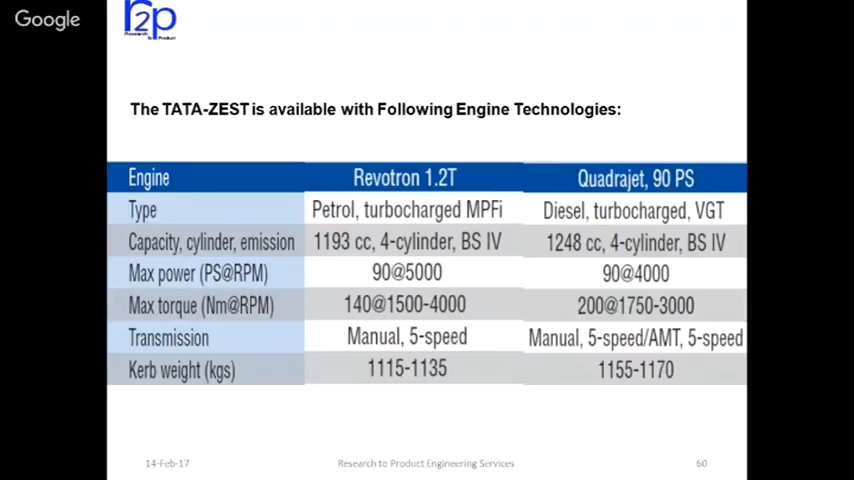 Google
r2p
The TATA-ZEST is available with Following Engine Technologies:
Engine Revotron 1.2T Quadrajet, 90 PS
Type Petrol, turbocharged MPFi Diesel, turbocharged, VGT
Capacity, cylinder, emission 1193 cc, 4-cylinder, BS IV 1248 cc, 4-cylinder, BS IV
Max power (PS@RPM) 90@5000 90@4000
Max torque (Nm@RPM) 140@1500-4000 200@1750-3000
Transmission Manual, 5-speed Manual, 5-speed/AMT, 5-speed
Kerb weight (kgs) 1115-1135 1155-1170
14-Feb-17 Research to Product Engineering Services 60